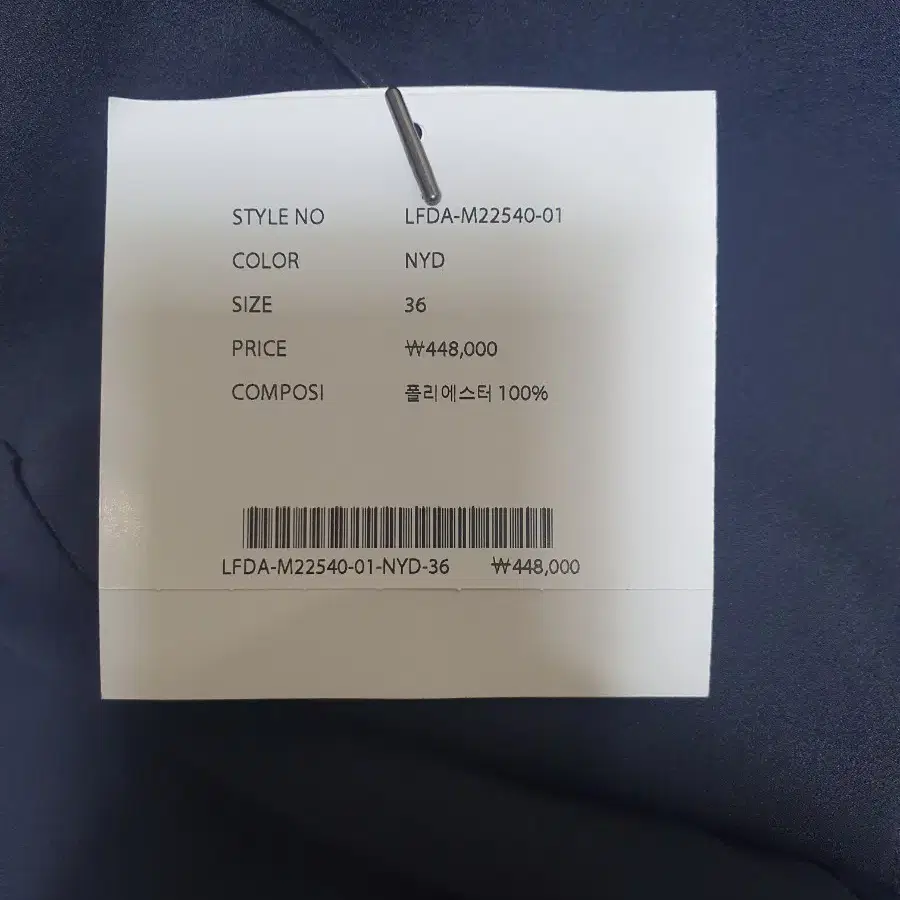 STYLE NO LFDA-M22540-01
COLOR NYD
SIZE 36
PRICE ₩448,000
COMPOSI 폴리에스터 100%
LFDA-M22540-01-NYD-36 ₩448,000